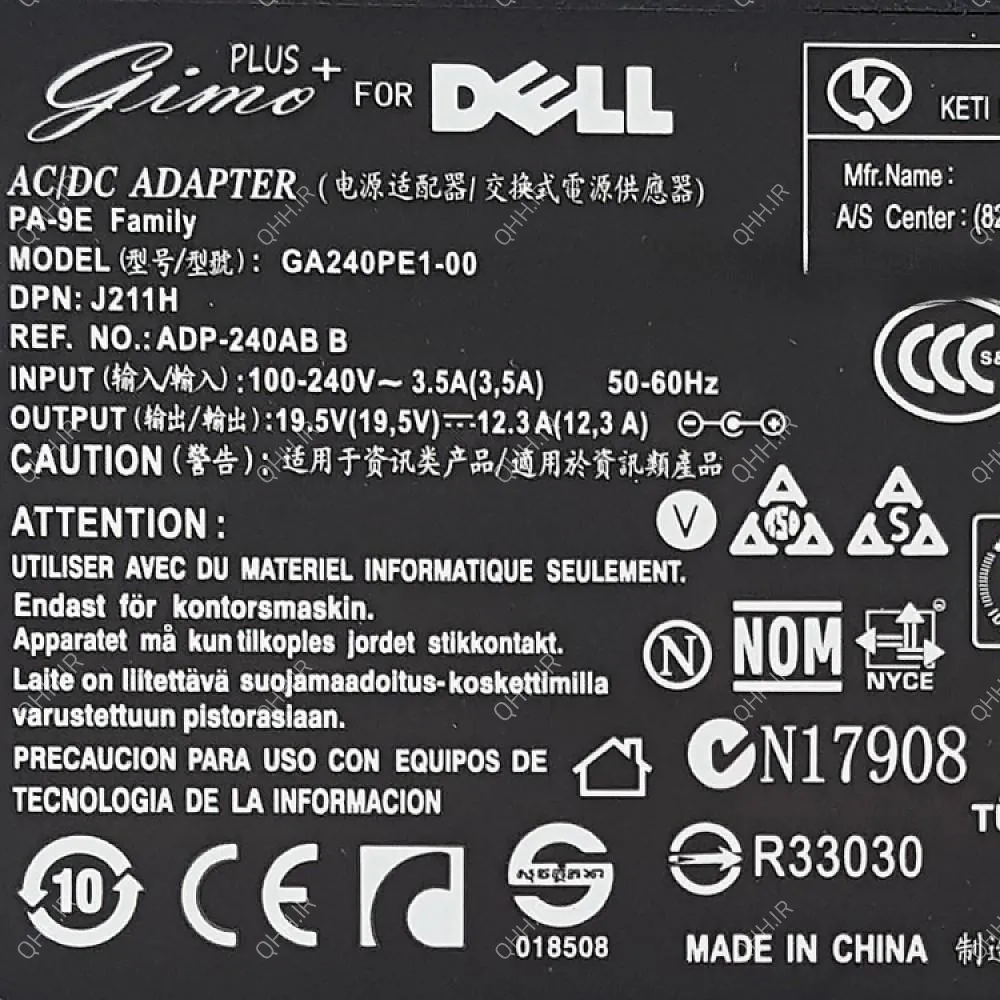 Gimo PLUS + FOR DELL
KETI
Mfr.Name :
A/S Center : (82
AC/DC ADAPTER (电源适配器/交換式電源供應器)
PA-9E Family
MODEL (型号/型號) : GA240PE1-00
DPN: J211H
REF. NO.: ADP-240AB B
INPUT (输入/輸入) :100-240V~ 3.5A(3,5A) 50-60Hz
OUTPUT (输出/輸出):19.5V(19,5V)⎓12.3A(12,3 A)
CCC S&
CAUTION (警告) : 适用于资讯类产品/適用於資訊類產品
ATTENTION :
V
S
UTILISER AVEC DU MATERIEL INFORMATIQUE SEULEMENT.
Endast för kontorsmaskin.
Apparatet må kun tilkoples jordet stikkontakt.
N NOM NYCE
Laite on liitettävä suojamaadoitus-koskettimilla
varustettuun pistorasiaan.
PRECAUCION PARA USO CON EQUIPOS DE
TECNOLOGIA DE LA INFORMACION
N17908
10 CE
018508
R33030
MADE IN CHINA
QHH.IR